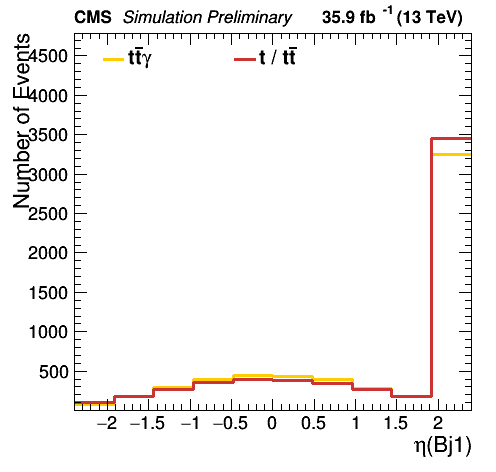 CMS Simulation Preliminary 35.9 fb⁻¹ (13 TeV)
tt̄γ t / tt̄
Number of Events
4500
4000
3500
3000
2500
2000
1500
1000
500
−2 −1.5 −1 −0.5 0 0.5 1 1.5 2
η(Bj1)